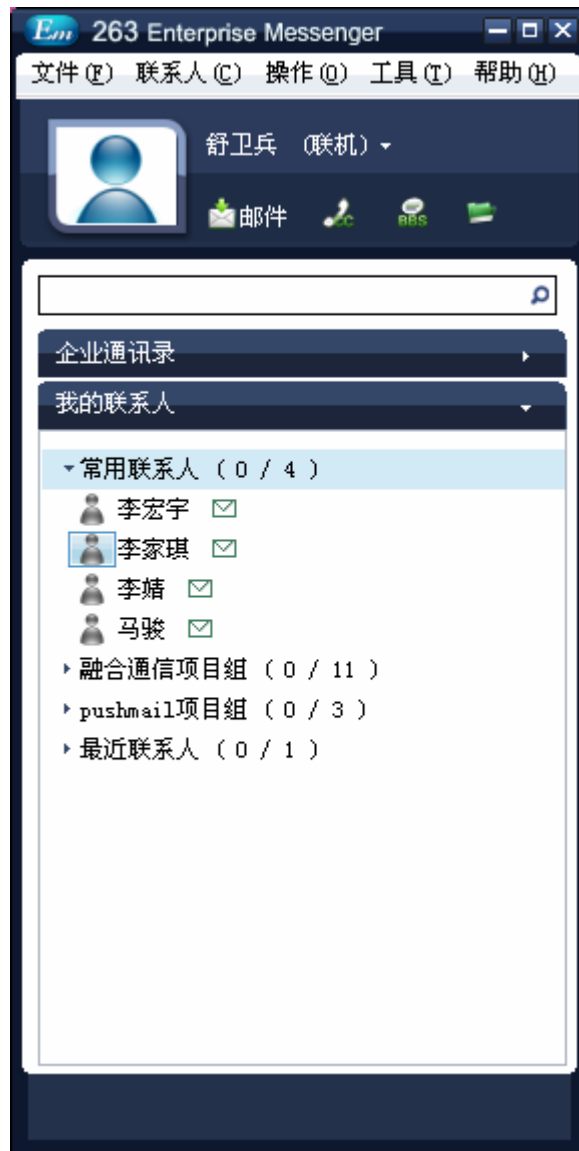 Em 263 Enterprise Messenger
文件(F) 联系人(C) 操作(O) 工具(T) 帮助(H)
舒卫兵 (联机)
邮件 CC BBS
企业通讯录
我的联系人
常用联系人 ( 0 / 4 )
李宏宇
李家琪
李婧
马骏
融合通信项目组 ( 0 / 11 )
pushmail项目组 ( 0 / 3 )
最近联系人 ( 0 / 1 )